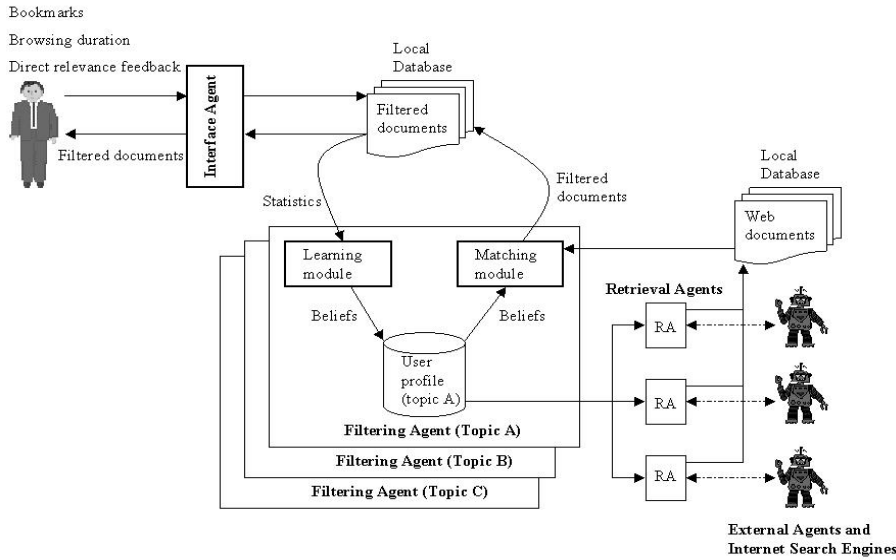 Bookmarks
Browsing duration
Direct relevance feedback
Filtered documents
Interface Agent
Local
Database
Filtered
documents
Statistics
Filtered
documents
Local
Database
Web
documents
Learning
module
Matching
module
Beliefs
Beliefs
User
profile
(topic A)
Filtering Agent (Topic A)
Filtering Agent (Topic B)
Filtering Agent (Topic C)
Retrieval Agents
RA
RA
RA
External Agents and
Internet Search Engines